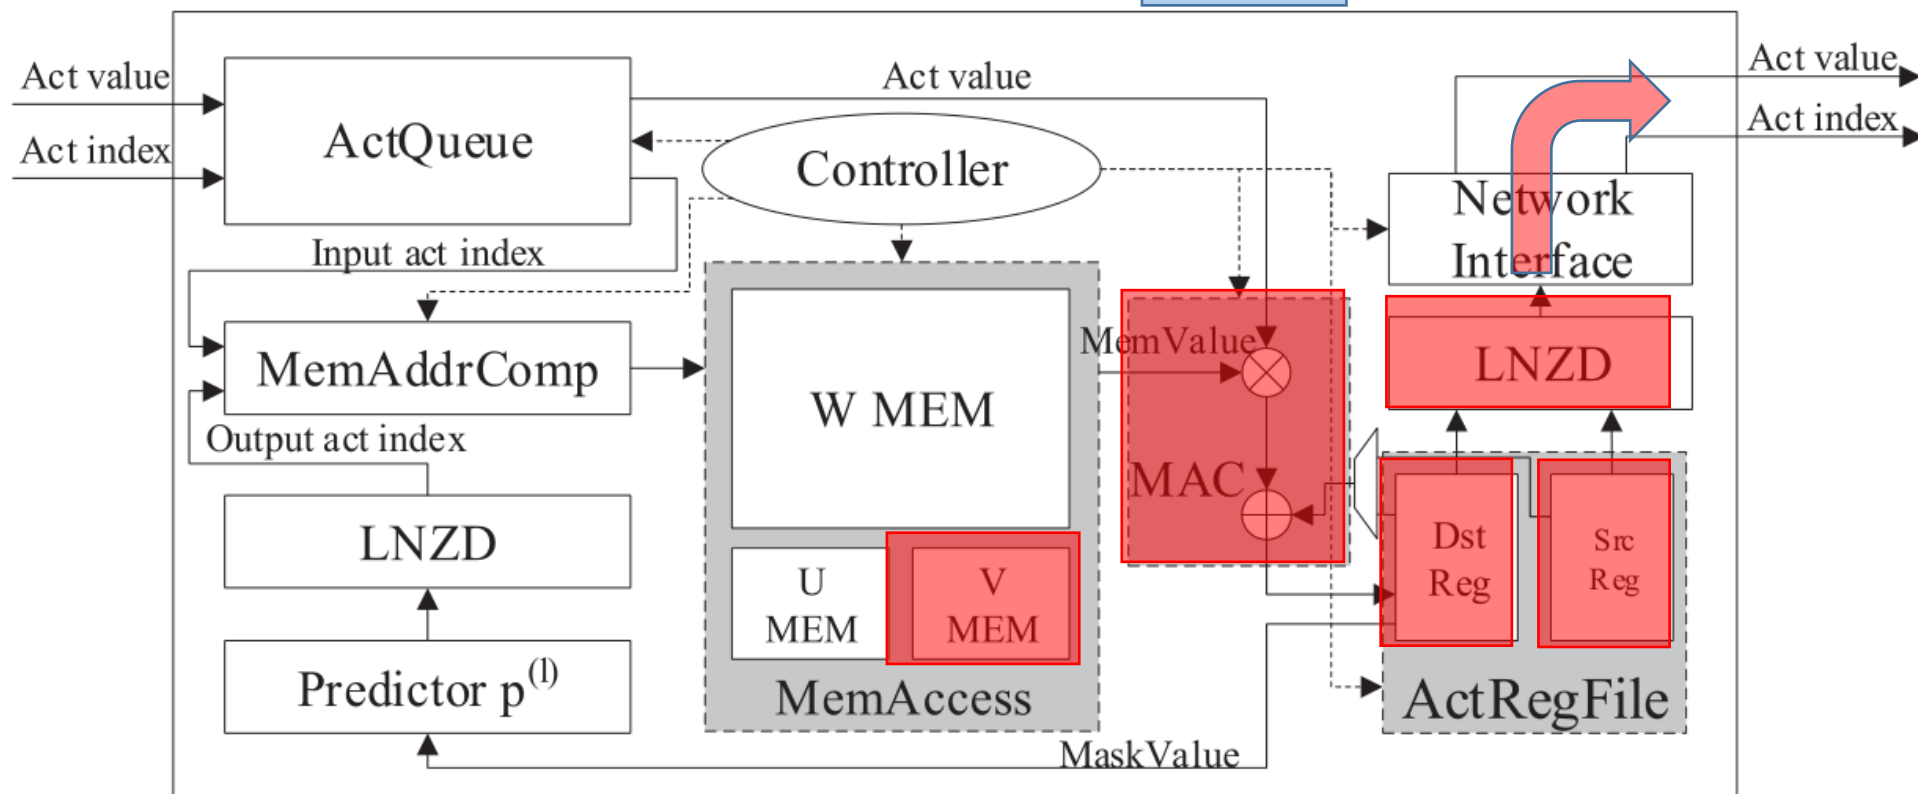 Act value
Act index
ActQueue
Act value
Controller
Act value
Act index
Network
Interface
Input act index
MemAddrComp
Output act index
LNZD
Predictor p(l)
W MEM
U
MEM
V
MEM
MemAccess
MemValue
MAC
LNZD
Dst
Reg
Src
Reg
ActRegFile
MaskValue